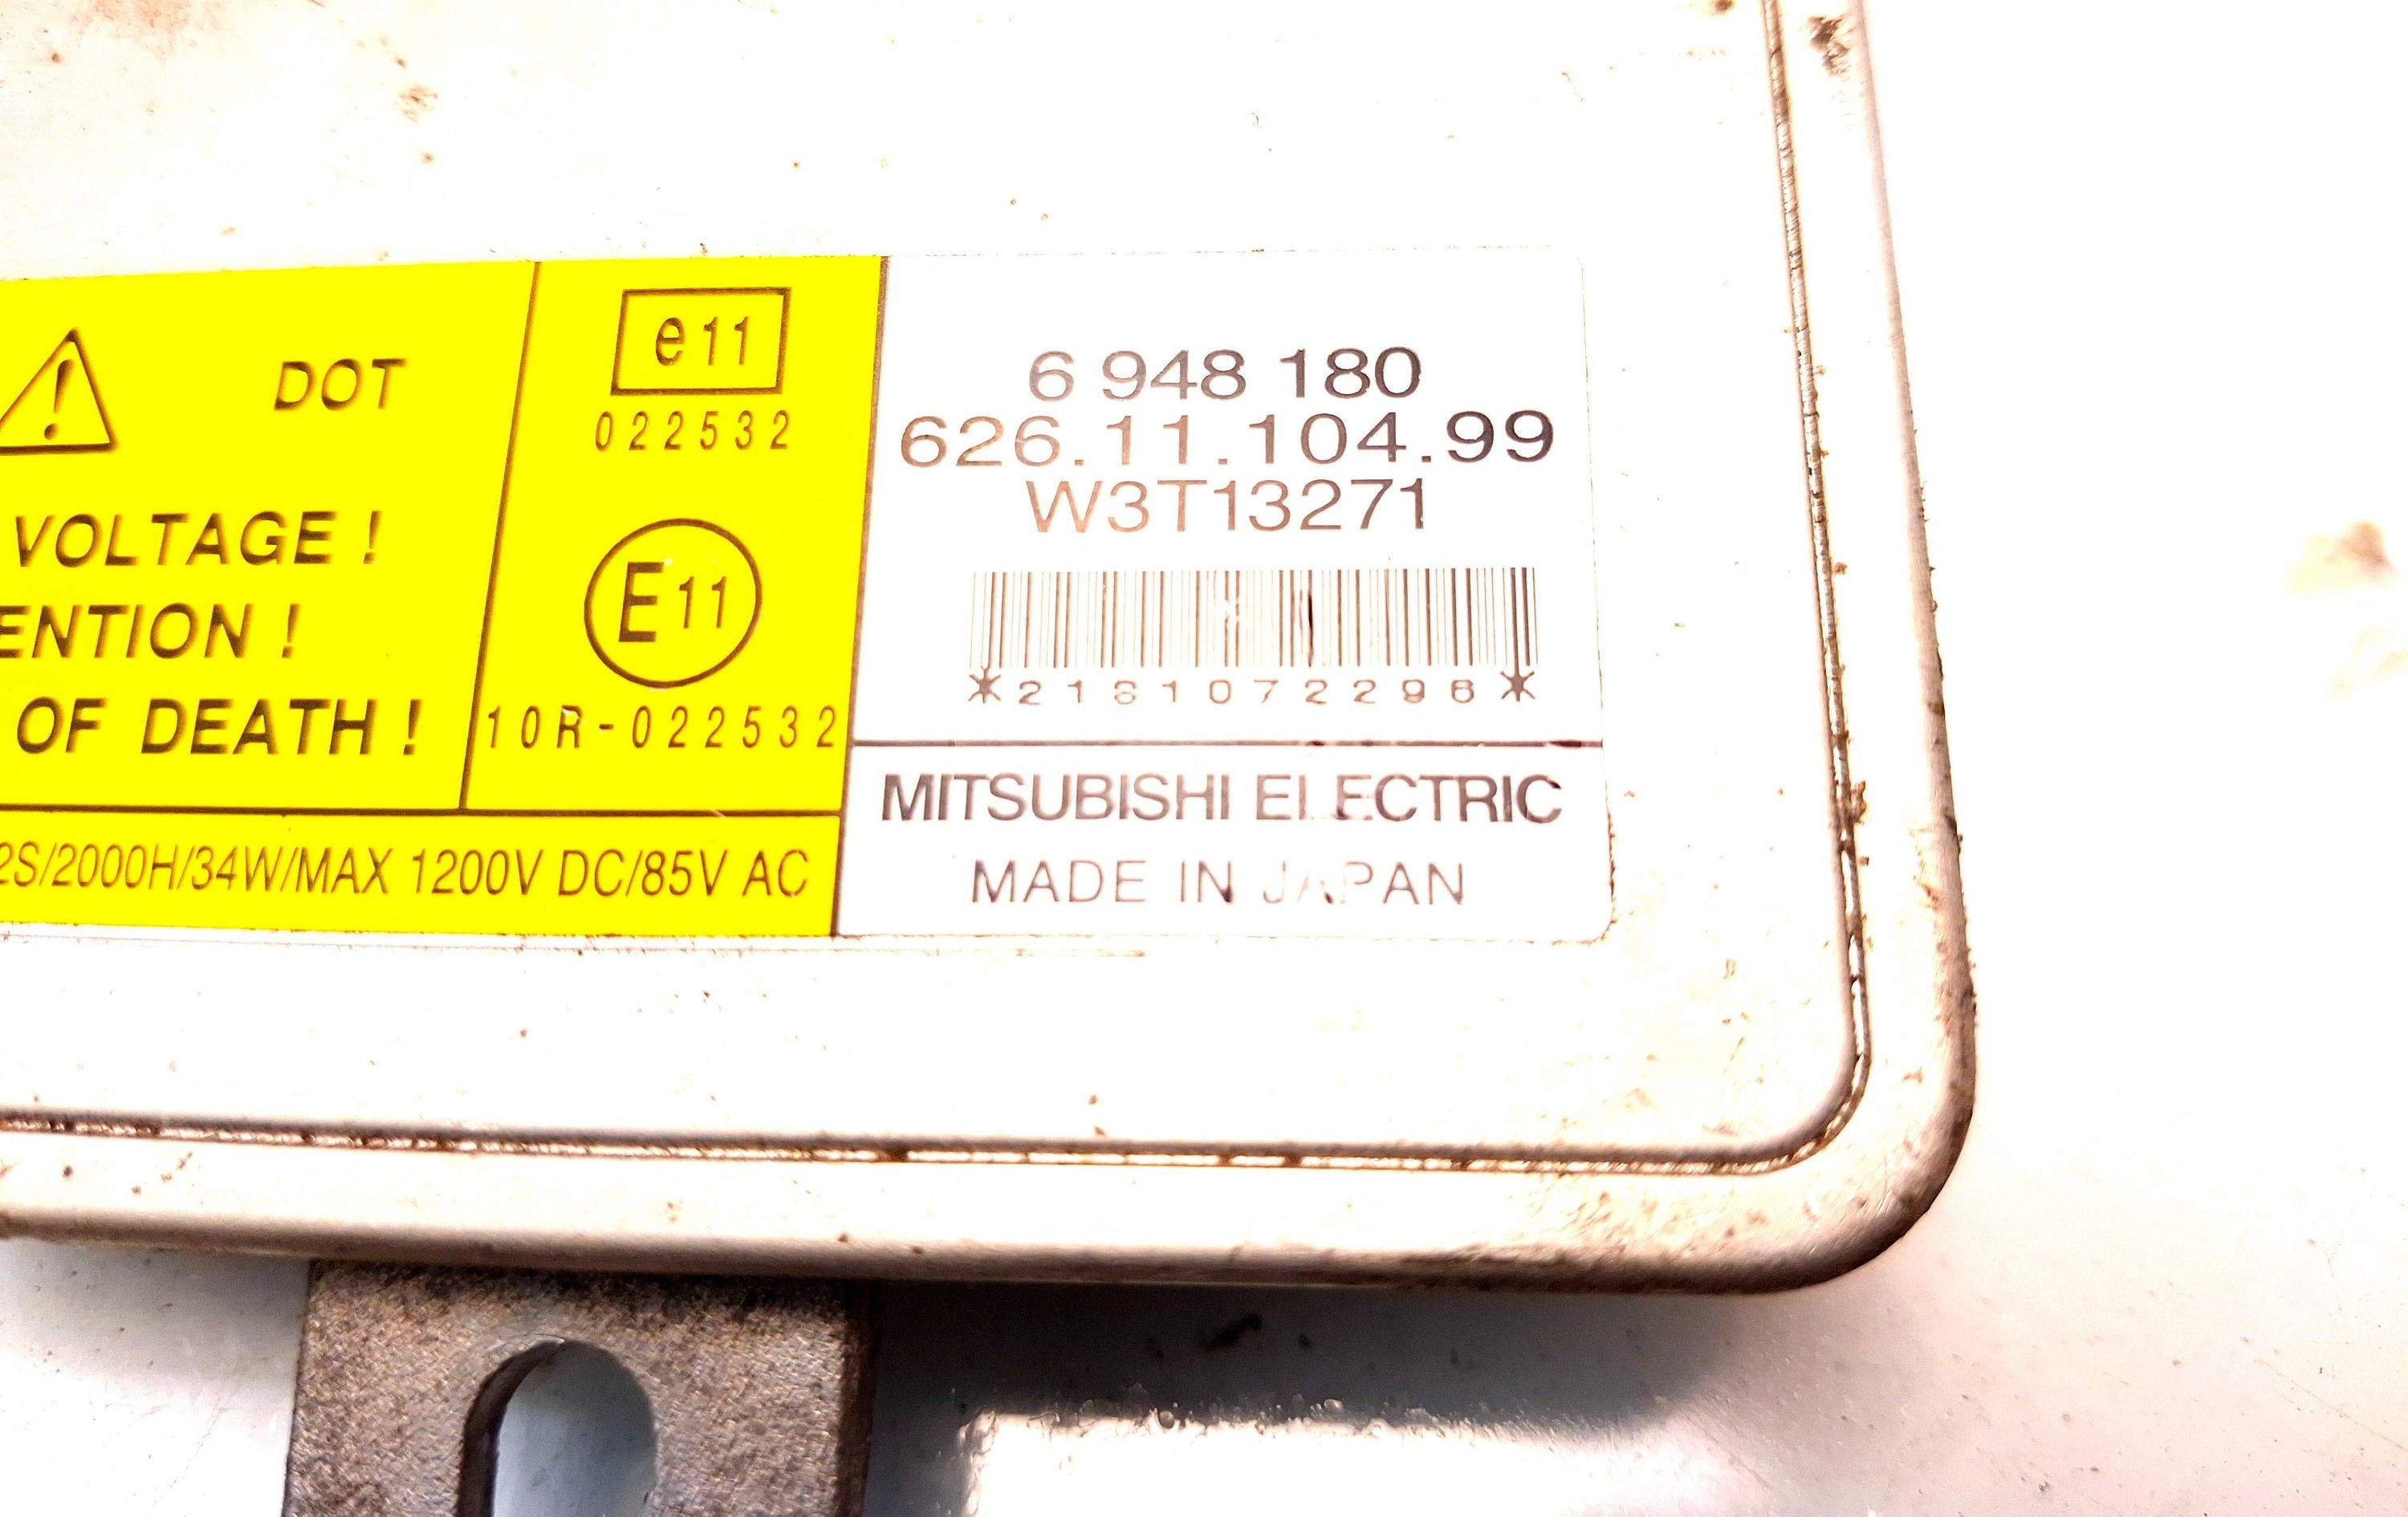 DOT
VOLTAGE !
ENTION !
OF DEATH !
2S/2000H/34W/MAX 1200V DC/85V AC
e11
022532
E11
10R-022532
6 948 180
626.11.104.99
W3T13271
MITSUBISHI ELECTRIC
MADE IN JAPAN